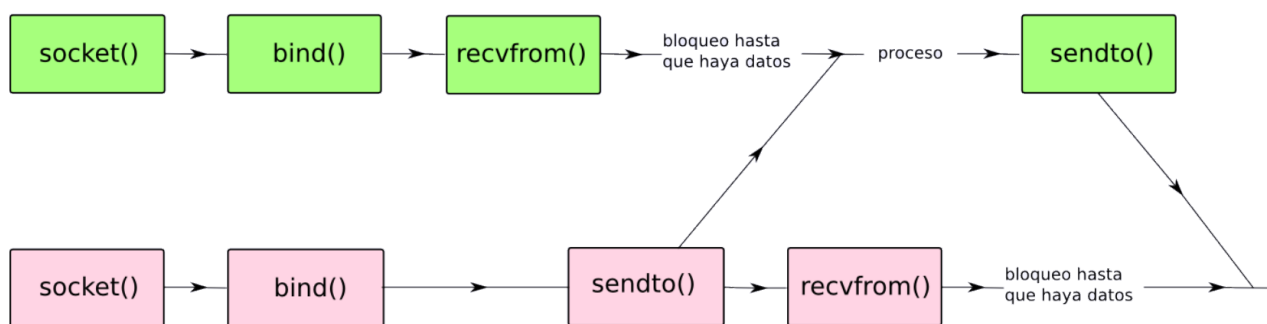 socket()
bind()
recvfrom()
bloqueo hasta
que haya datos
proceso
sendto()
socket()
bind()
sendto()
recvfrom()
bloqueo hasta
que haya datos